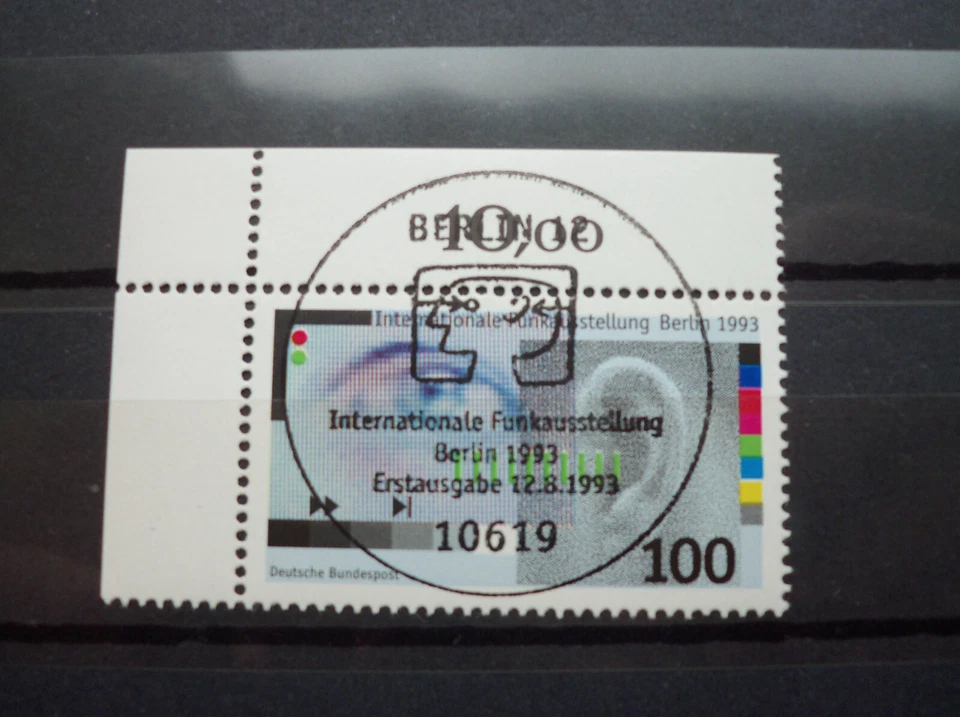 BERLIN 12
10,00
Internationale Funkausstellung Berlin 1993
Internationale Funkausstellung
Berlin 1993
Erstausgabe 12.8.1993
10619
100
Deutsche Bundespost